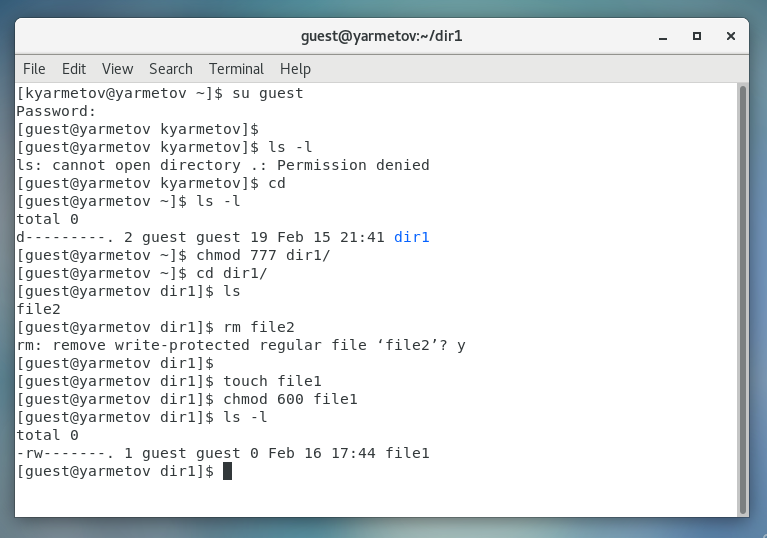 guest@yarmetov:~/dir1
File Edit View Search Terminal Help
[kyarmetov@yarmetov ~]$ su guest
Password:
[guest@yarmetov kyarmetov]$
[guest@yarmetov kyarmetov]$ ls -l
ls: cannot open directory .: Permission denied
[guest@yarmetov kyarmetov]$ cd
[guest@yarmetov ~]$ ls -l
total 0
d---------. 2 guest guest 19 Feb 15 21:41 dir1
[guest@yarmetov ~]$ chmod 777 dir1/
[guest@yarmetov ~]$ cd dir1/
[guest@yarmetov dir1]$ ls
file2
[guest@yarmetov dir1]$ rm file2
rm: remove write-protected regular file ‘file2’? y
[guest@yarmetov dir1]$
[guest@yarmetov dir1]$ touch file1
[guest@yarmetov dir1]$ chmod 600 file1
[guest@yarmetov dir1]$ ls -l
total 0
-rw-------. 1 guest guest 0 Feb 16 17:44 file1
[guest@yarmetov dir1]$